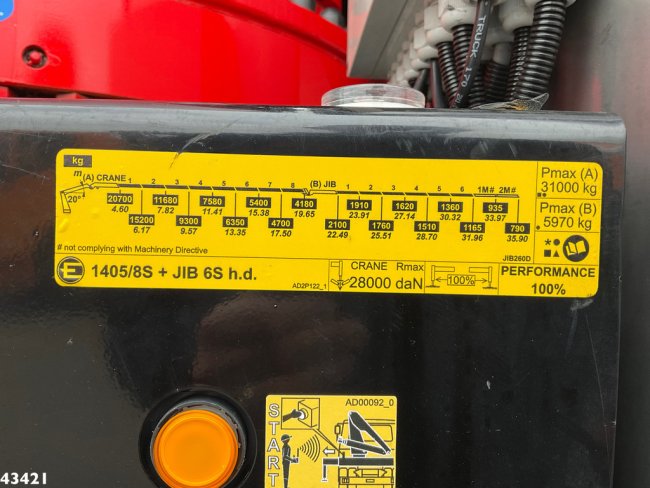 TRUCK 170
kg
m
(A) CRANE 1 2 3 4 5 6 7 8 (B) JIB 1 2 3 4 5 6 1M# 2M#
20°
20700 11680 7580 5400 4180 1910 1620 1360 935
4.60 7.82 11.41 15.38 19.65 23.91 27.14 30.32 33.97
15200 9300 6350 4700 2100 1760 1510 1165 790
6.17 9.57 13.35 17.50 22.49 25.51 28.70 31.96 35.90
# not complying with Machinery Directive
JIB260D
Pmax (A)
31000 kg
Pmax (B)
5970 kg
E 1405/8S + JIB 6S h.d.
AD2P122_1
CRANE Rmax
28000 daN
100%
PERFORMANCE
100%
AD00092_0
START
43421